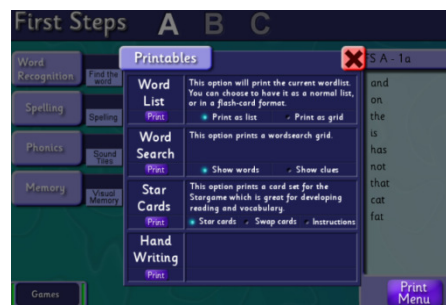 First Steps A B C
Printables
Word
Recognition
Find the
word
Spelling
Spelling
Phonics
Sound
Tiles
Memory
Visual
Memory
Games
Word
List
Print
This option will print the current wordlist.
You can choose to have it as a normal list,
or in a flash-card format.
Print as list Print as grid
Word
Search
Print
This option prints a wordsearch grid.
Show words Show clues
Star
Cards
Print
This option prints a card set for the
Stargame which is great for developing
reading and vocabulary.
Star cards Swap cards Instructions
Hand
Writing
Print
S A - 1a
and
on
the
is
has
not
that
cat
fat
Print
Menu